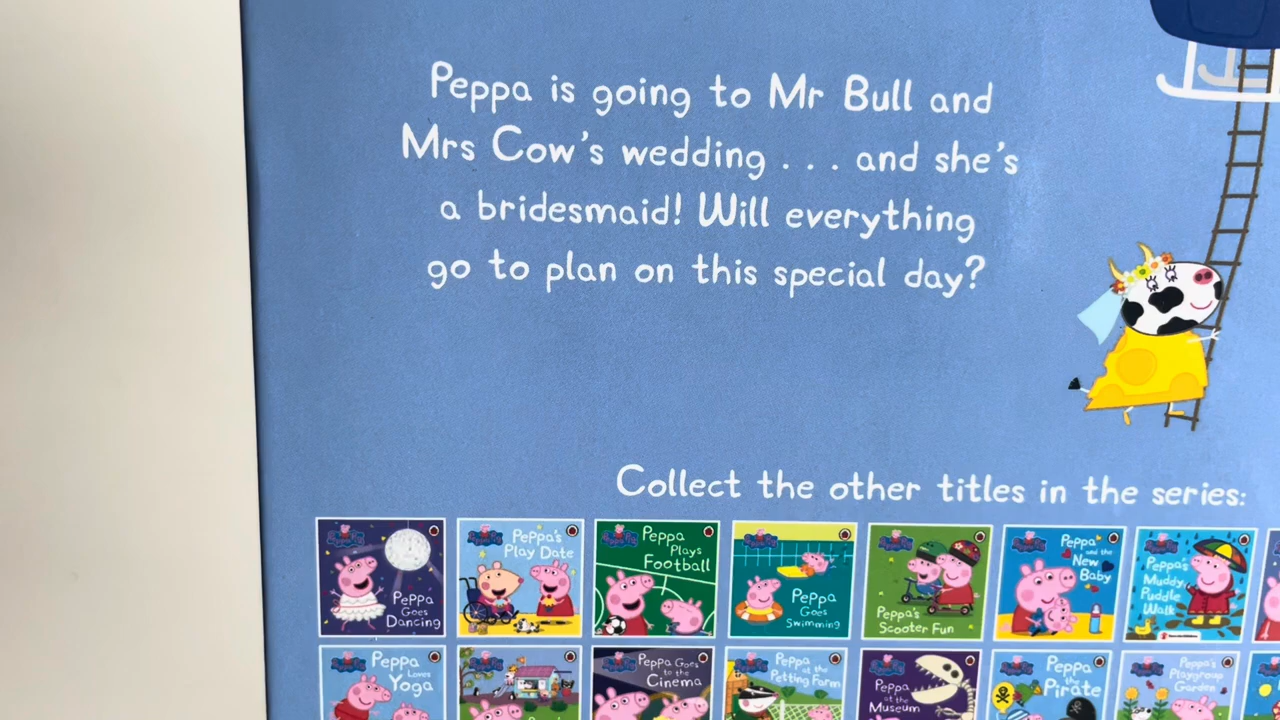 Peppa is going to Mr Bull and
Mrs Cow's wedding . . . and she's
a bridesmaid! Will everything
go to plan on this special day?
Collect the other titles in the series:
Peppa
Goes
Dancing
Peppa's
Play Date
Peppa
Plays
Football
Peppa
Goes
Swimming
Peppa's
Scooter Fun
Peppa
and the
New
Baby
Peppa's
Muddy
Puddle
Walk
Peppa
Loves
Yoga
Peppa Goes
to the
Cinema
Peppa
at the
Petting Farm
Peppa
at the
Museum
Peppa
the
Pirate
Peppa's
Playgroup
Garden